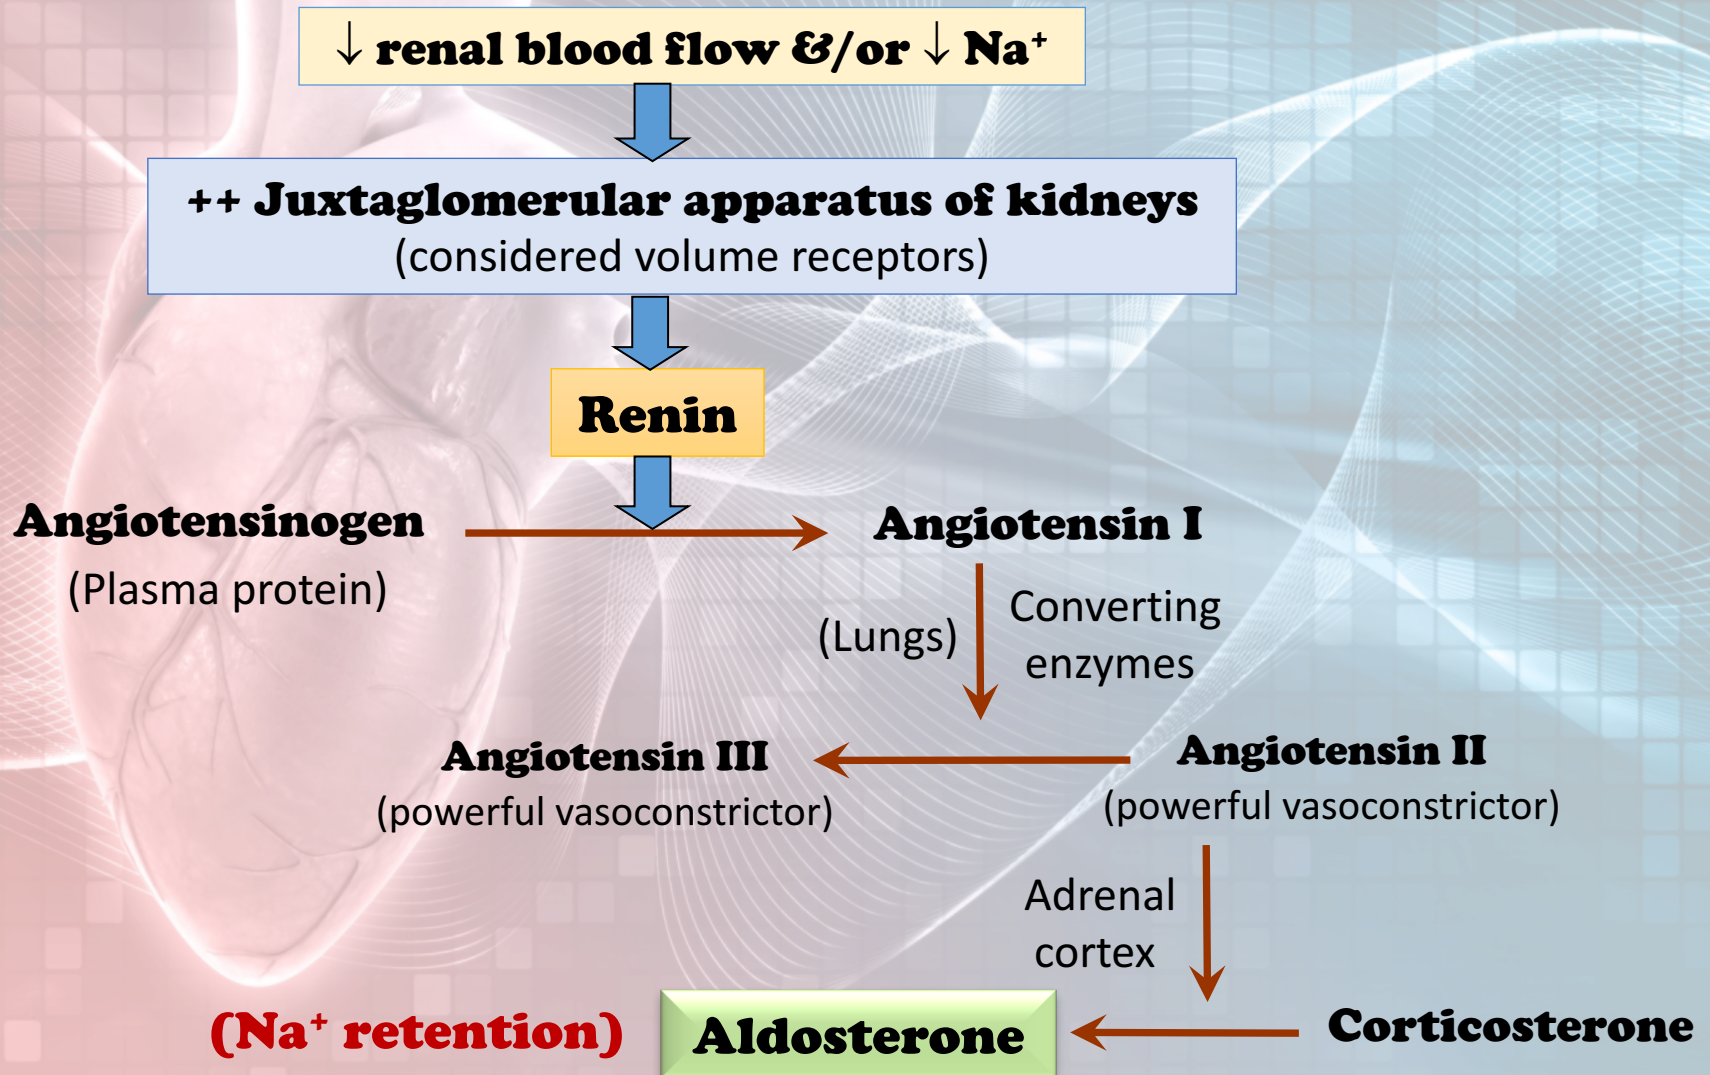 ↓ renal blood flow &/or ↓ Na⁺
++ Juxtaglomerular apparatus of kidneys
(considered volume receptors)
Renin
Angiotensinogen
(Plasma protein)
Angiotensin I
(Lungs)
Converting
enzymes
Angiotensin III
(powerful vasoconstrictor)
Angiotensin II
(powerful vasoconstrictor)
Adrenal
cortex
(Na⁺ retention)
Aldosterone
Corticosterone